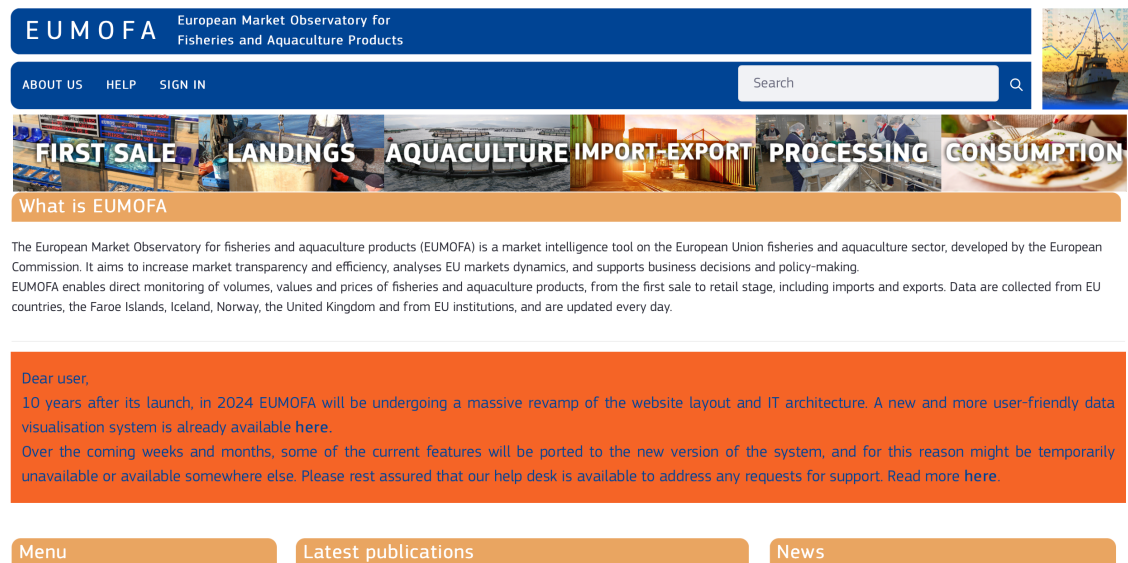 EUMOFA
European Market Observatory for
Fisheries and Aquaculture Products
ABOUT US HELP SIGN IN
Search
FIRST SALE LANDINGS AQUACULTURE IMPORT-EXPORT PROCESSING CONSUMPTION
What is EUMOFA
The European Market Observatory for fisheries and aquaculture products (EUMOFA) is a market intelligence tool on the European Union fisheries and aquaculture sector, developed by the European
Commission. It aims to increase market transparency and efficiency, analyses EU markets dynamics, and supports business decisions and policy-making.
EUMOFA enables direct monitoring of volumes, values and prices of fisheries and aquaculture products, from the first sale to retail stage, including imports and exports. Data are collected from EU
countries, the Faroe Islands, Iceland, Norway, the United Kingdom and from EU institutions, and are updated every day.
Dear user,
10 years after its launch, in 2024 EUMOFA will be undergoing a massive revamp of the website layout and IT architecture. A new and more user-friendly data
visualisation system is already available here.
Over the coming weeks and months, some of the current features will be ported to the new version of the system, and for this reason might be temporarily
unavailable or available somewhere else. Please rest assured that our help desk is available to address any requests for support. Read more here.
Menu
Latest publications
News